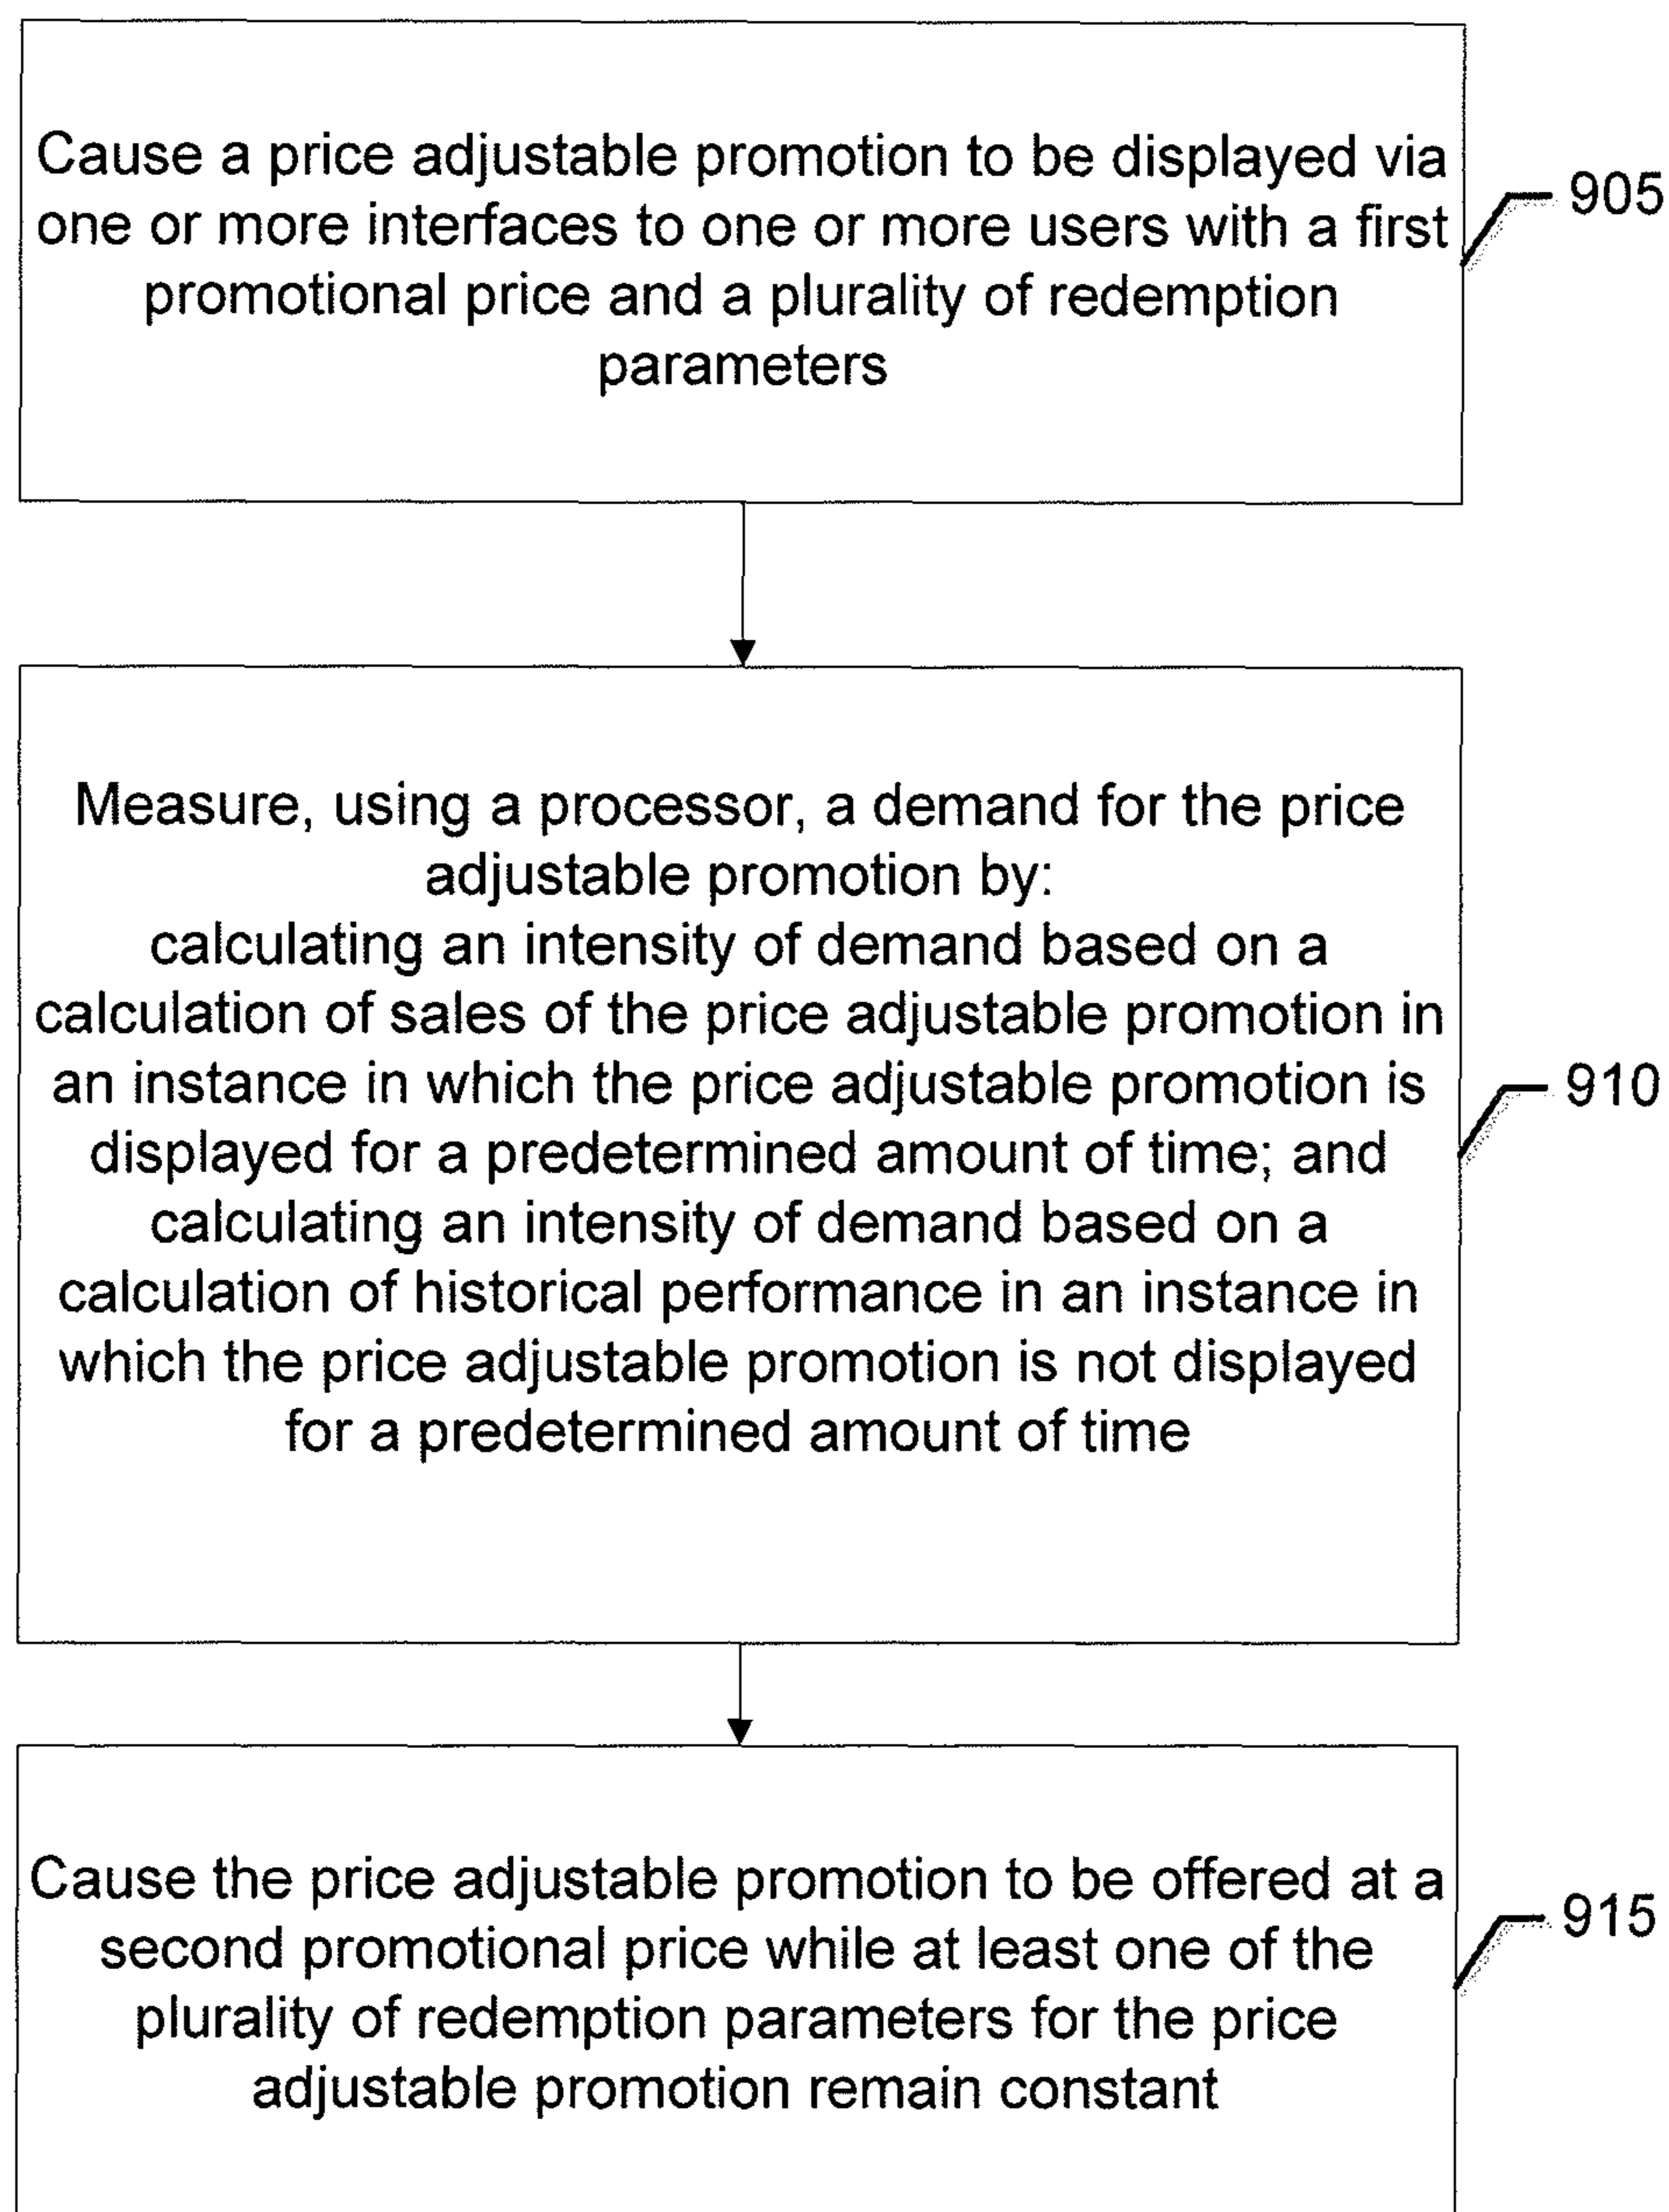 Cause a price adjustable promotion to be displayed via
one or more interfaces to one or more users with a first
promotional price and a plurality of redemption
parameters
905
Measure, using a processor, a demand for the price
adjustable promotion by:
calculating an intensity of demand based on a
calculation of sales of the price adjustable promotion in
an instance in which the price adjustable promotion is
displayed for a predetermined amount of time; and
calculating an intensity of demand based on a
calculation of historical performance in an instance in
which the price adjustable promotion is not displayed
for a predetermined amount of time
910
Cause the price adjustable promotion to be offered at a
second promotional price while at least one of the
plurality of redemption parameters for the price
adjustable promotion remain constant
915